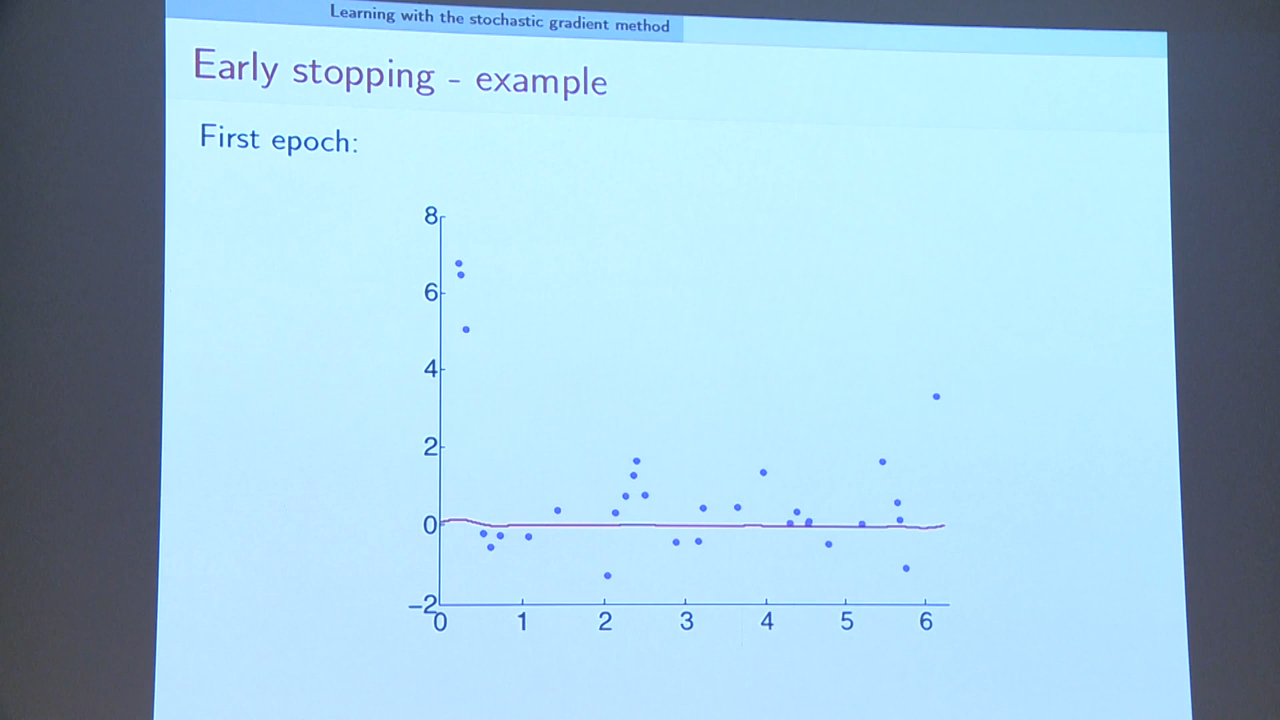 Learning with the stochastic gradient method
Early stopping - example
First epoch:
8
6
4
2
0
−2
0 1 2 3 4 5 6